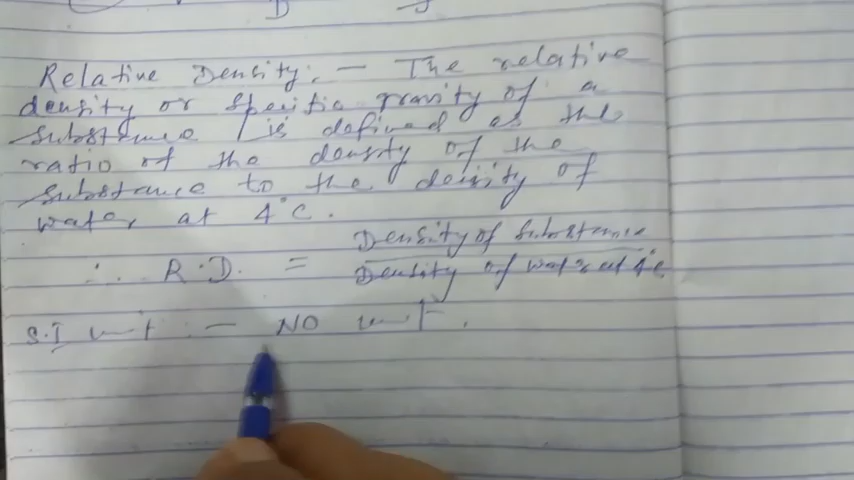 D
Relative Density: - The relative
density or specific gravity of a
substance is defined as the
ratio of the density of the
substance to the density of
water at 4°C.
∴ R.D. = Density of substance
Density of water at 4°C
S.I unit :- NO unit.